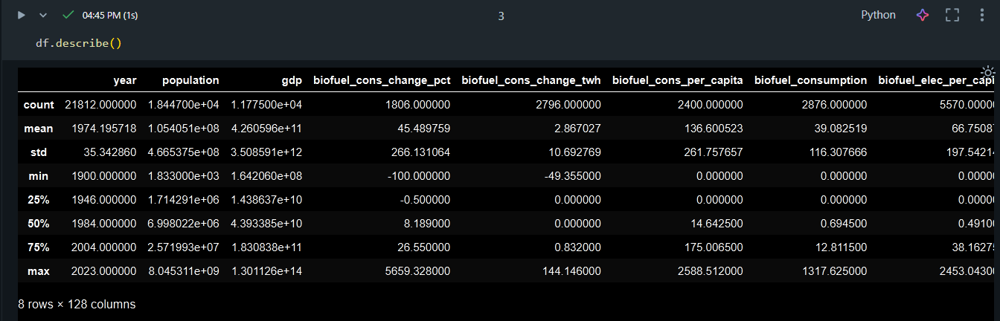 04:45 PM (1s) 3 Python
df.describe()
year population gdp biofuel_cons_change_pct biofuel_cons_change_twh biofuel_cons_per_capita biofuel_consumption biofuel_elec_per_capi
count 21812.000000 1.844700e+04 1.177500e+04 1806.000000 2796.000000 2400.000000 2876.000000 5570.0000
mean 1974.195718 1.054051e+08 4.260596e+11 45.489759 2.867027 136.600523 39.082519 66.7508
std 35.342860 4.665375e+08 3.508591e+12 266.131064 10.692769 261.757657 116.307666 197.5421
min 1900.000000 1.833000e+03 1.642060e+08 -100.000000 -49.355000 0.000000 0.000000 0.0000
25% 1946.000000 1.714291e+06 1.438637e+10 -0.500000 0.000000 0.000000 0.000000 0.0000
50% 1984.000000 6.998022e+06 4.393385e+10 8.189000 0.000000 14.642500 0.694500 0.4910
75% 2004.000000 2.571993e+07 1.830838e+11 26.550000 0.832000 175.006500 12.811500 38.1627
max 2023.000000 8.045311e+09 1.301126e+14 5659.328000 144.146000 2588.512000 1317.625000 2453.0430
8 rows × 128 columns